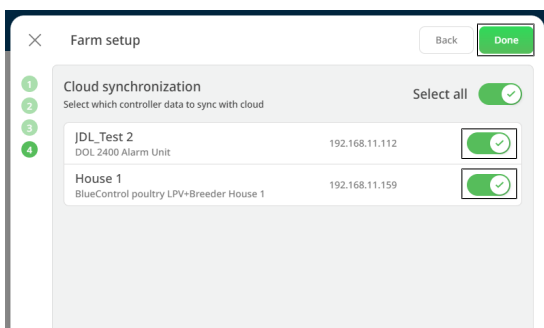 Farm setup
Back
Done
1
2
3
4
Cloud synchronization
Select which controller data to sync with cloud
Select all
JDL_Test 2
DOL 2400 Alarm Unit
192.168.11.112
House 1
BlueControl poultry LPV+Breeder House 1
192.168.11.159